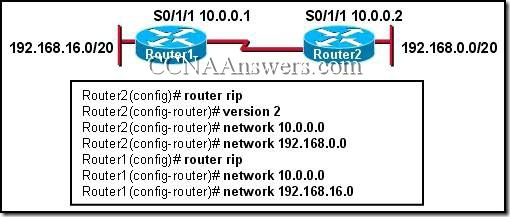 S0/1/1 10.0.0.1 S0/1/1 10.0.0.2
192.168.16.0/20 Router1 Router2 192.168.0.0/20
CCNAAnswers.com
Router2(config)# router rip
Router2(config-router)# version 2
Router2(config-router)# network 10.0.0.0
Router2(config-router)# network 192.168.0.0
Router1(config)# router rip
Router1(config-router)# network 10.0.0.0
Router1(config-router)# network 192.168.16.0